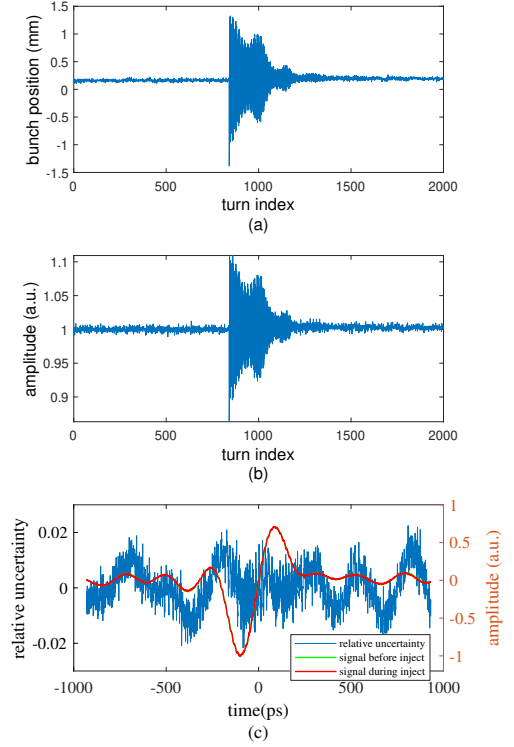 1.5
1
0.5
0
-0.5
-1
-1.5
bunch position (mm)
0 500 1000 1500 2000
turn index
(a)
1.1
1.05
1
0.95
0.9
amplitude (a.u.)
0 500 1000 1500 2000
turn index
(b)
0.02
0
-0.02
relative uncertainty
1
0.5
0
-0.5
-1
amplitude (a.u.)
relative uncertainty
signal before inject
signal during inject
-1000 -500 0 500 1000
time(ps)
(c)